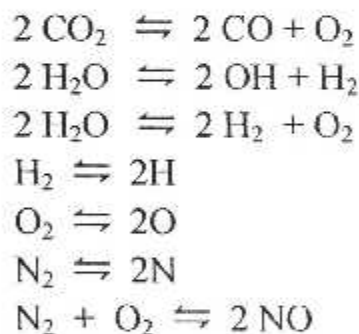 2 CO₂ ⇋ 2 CO + O₂
2 H₂O ⇋ 2 OH + H₂
2 H₂O ⇋ 2 H₂ + O₂
H₂ ⇋ 2H
O₂ ⇋ 2O
N₂ ⇋ 2N
N₂ + O₂ ⇋ 2 NO